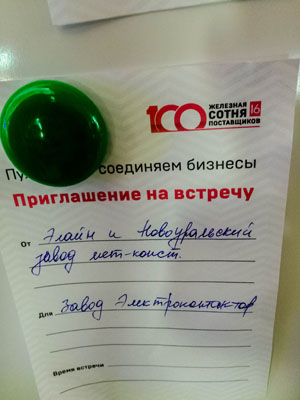 100 ЖЕЛЕЗНАЯ
СОТНЯ 16
ПОСТАВЩИКОВ
соединяем бизнесы
Приглашение на встречу
От Элайн и Новоуральский
завод мет-конст.
Для Завод Электроконтактор
Время встречи